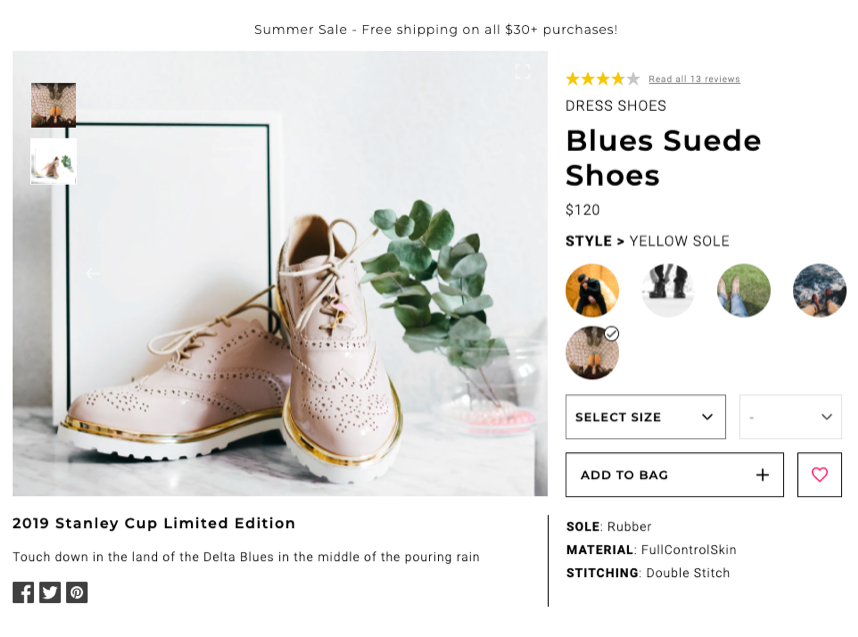 Summer Sale - Free shipping on all $30+ purchases!
Read all 13 reviews
DRESS SHOES
Blues Suede
Shoes
$120
STYLE > YELLOW SOLE
SELECT SIZE
-
ADD TO BAG +
2019 Stanley Cup Limited Edition
Touch down in the land of the Delta Blues in the middle of the pouring rain
SOLE: Rubber
MATERIAL: FullControlSkin
STITCHING: Double Stitch